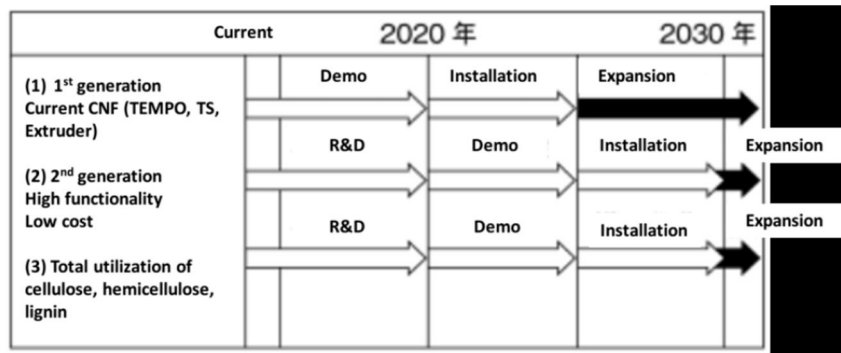 Current 2020 年 2030 年
(1) 1st generation
Current CNF (TEMPO, TS,
Extruder)
Demo Installation Expansion
(2) 2nd generation
High functionality
Low cost
R&D Demo Installation Expansion
(3) Total utilization of
cellulose, hemicellulose,
lignin
R&D Demo Installation Expansion